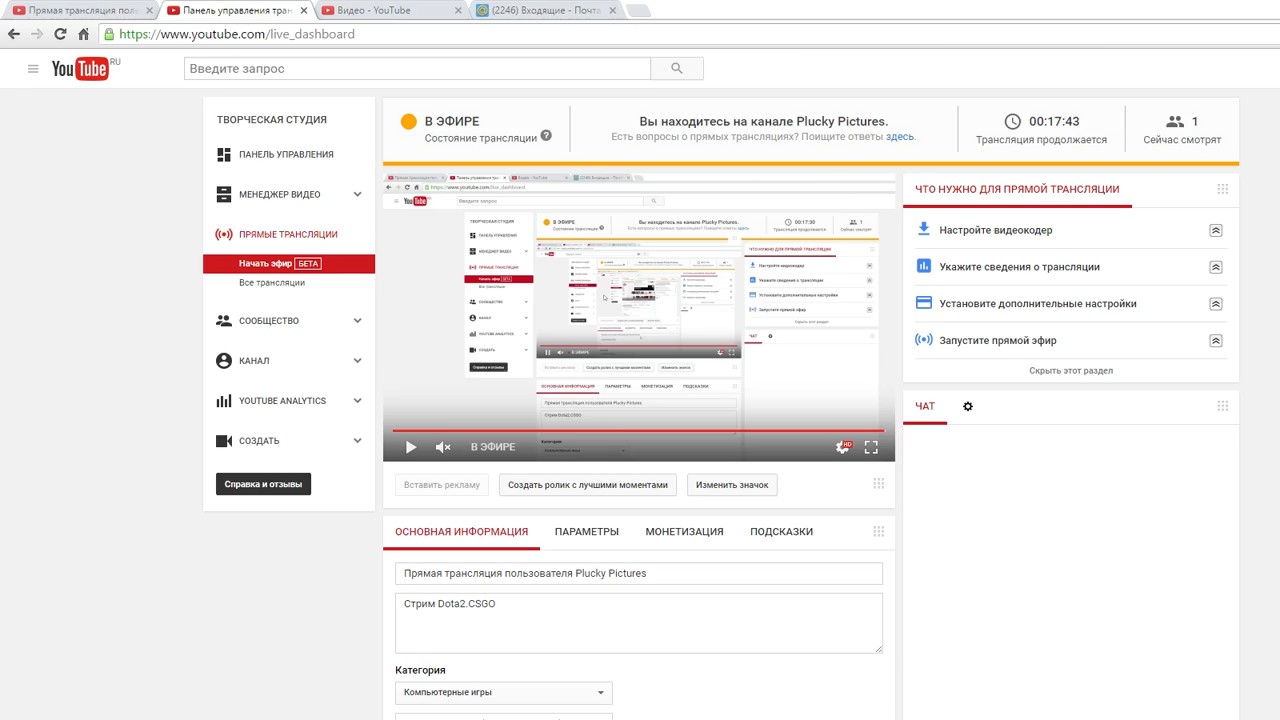 Прямая трансляция пол
Панель управления тран
Видео - YouTube
(2246) Входящие - Почта
https://www.youtube.com/live_dashboard
YouTube RU
Введите запрос
ТВОРЧЕСКАЯ СТУДИЯ
ПАНЕЛЬ УПРАВЛЕНИЯ
МЕНЕДЖЕР ВИДЕО
ПРЯМЫЕ ТРАНСЛЯЦИИ
Начать эфир БЕТА
Все трансляции
СООБЩЕСТВО
КАНАЛ
YOUTUBE ANALYTICS
СОЗДАТЬ
Справка и отзывы
В ЭФИРЕ
Состояние трансляции ?
Вы находитесь на канале Plucky Pictures.
Есть вопросы о прямых трансляциях? Поищите ответы здесь.
00:17:43
Трансляция продолжается
1
Сейчас смотрят
В ЭФИРЕ
HD
Вставить рекламу
Создать ролик с лучшими моментами
Изменить значок
ОСНОВНАЯ ИНФОРМАЦИЯ
ПАРАМЕТРЫ
МОНЕТИЗАЦИЯ
ПОДСКАЗКИ
Прямая трансляция пользователя Plucky Pictures
Стрим Dota2.CSGO
Категория
Компьютерные игры
ЧТО НУЖНО ДЛЯ ПРЯМОЙ ТРАНСЛЯЦИИ
Настройте видеокодер
Укажите сведения о трансляции
Установите дополнительные настройки
Запустите прямой эфир
Скрыть этот раздел
ЧАТ